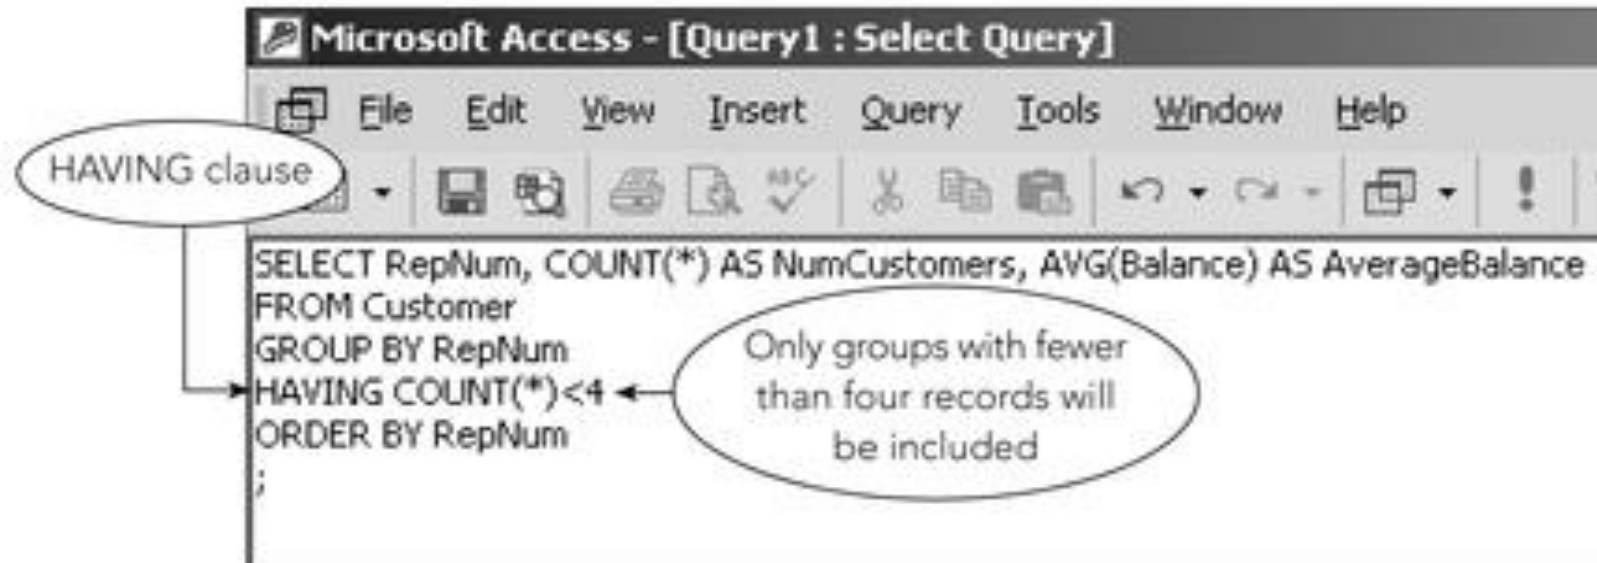 Microsoft Access - [Query1 : Select Query]
File Edit View Insert Query Tools Window Help
HAVING clause
ABC
SELECT RepNum, COUNT(*) AS NumCustomers, AVG(Balance) AS AverageBalance
FROM Customer
GROUP BY RepNum
HAVING COUNT(*)<4
ORDER BY RepNum
;
Only groups with fewer
than four records will
be included